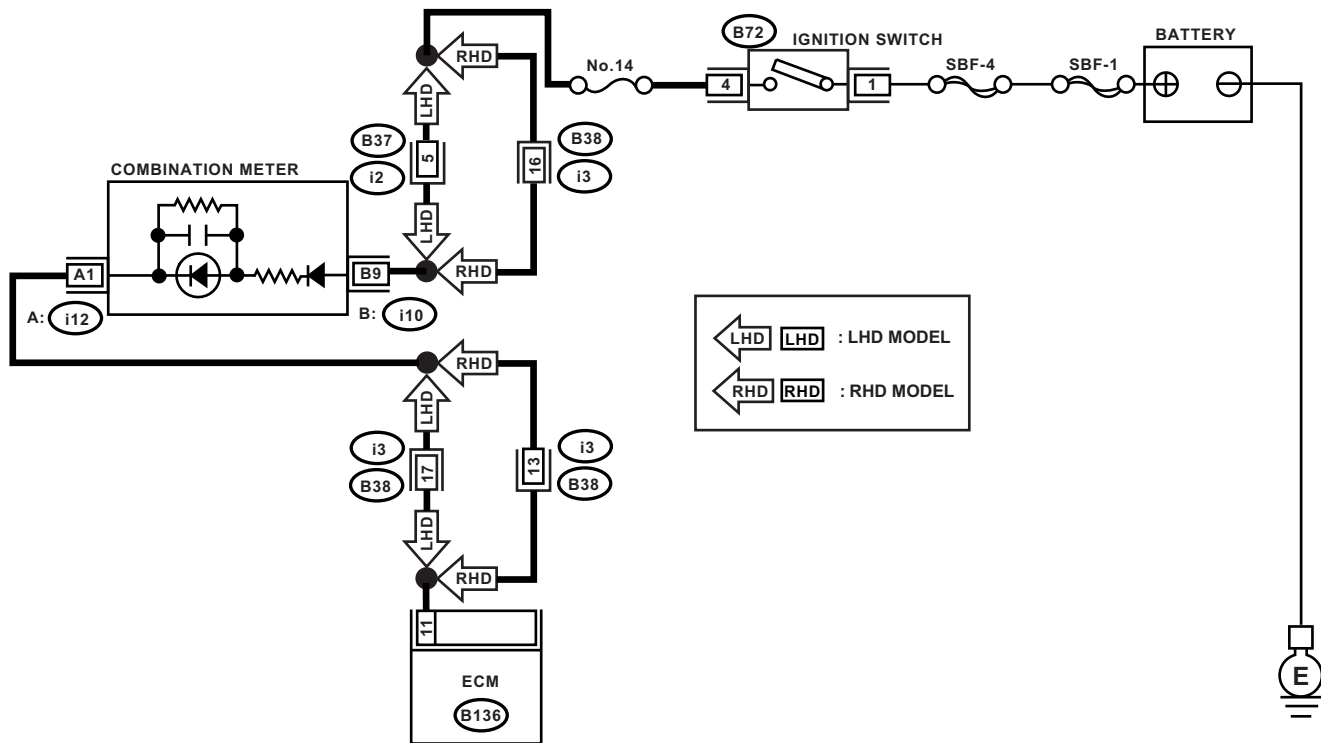 B72
IGNITION SWITCH
BATTERY
RHD
No.14
4
1
SBF-4
SBF-1
LHD
B37
i2
5
B38
i3
16
COMBINATION METER
LHD
RHD
A1
B9
A: i12
B: i10
RHD
LHD
LHD LHD : LHD MODEL
RHD RHD : RHD MODEL
i3
B38
17
i3
B38
13
LHD
RHD
11
ECM
B136
E